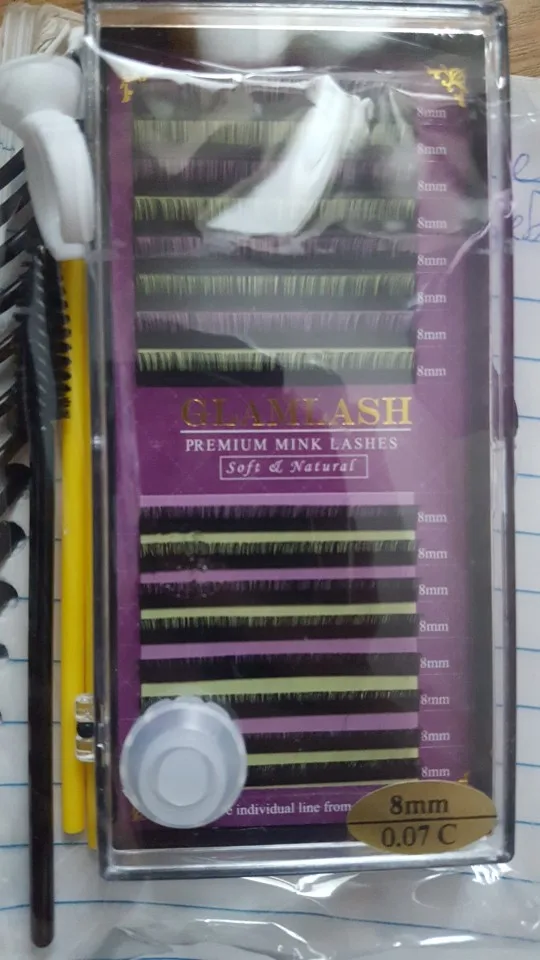 8mm
8mm
8mm
8mm
8mm
8mm
8mm
8mm
GLAMLASH
PREMIUM MINK LASHES
Soft & Natural
8mm
8mm
8mm
8mm
8mm
8mm
8mm
8mm
individual line from
8mm
0.07 C